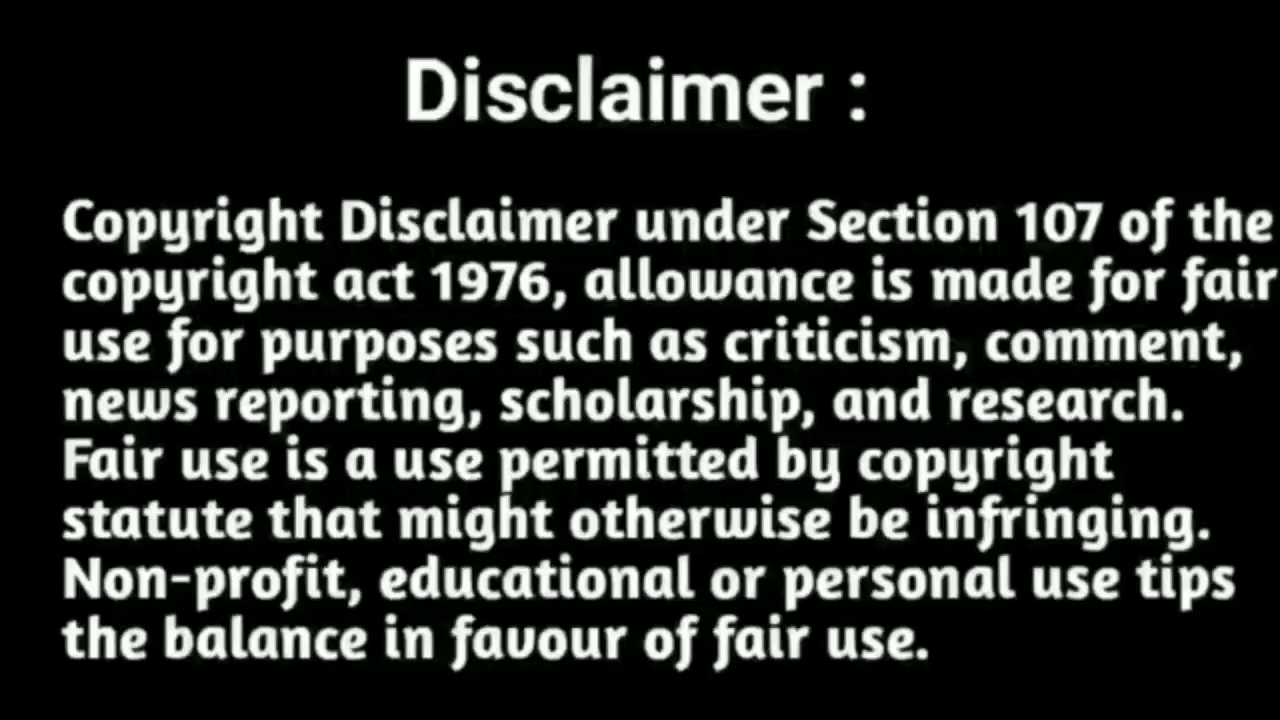 Disclaimer :
Copyright Disclaimer under Section 107 of the
copyright act 1976, allowance is made for fair
use for purposes such as criticism, comment,
news reporting, scholarship, and research.
Fair use is a use permitted by copyright
statute that might otherwise be infringing.
Non-profit, educational or personal use tips
the balance in favour of fair use.